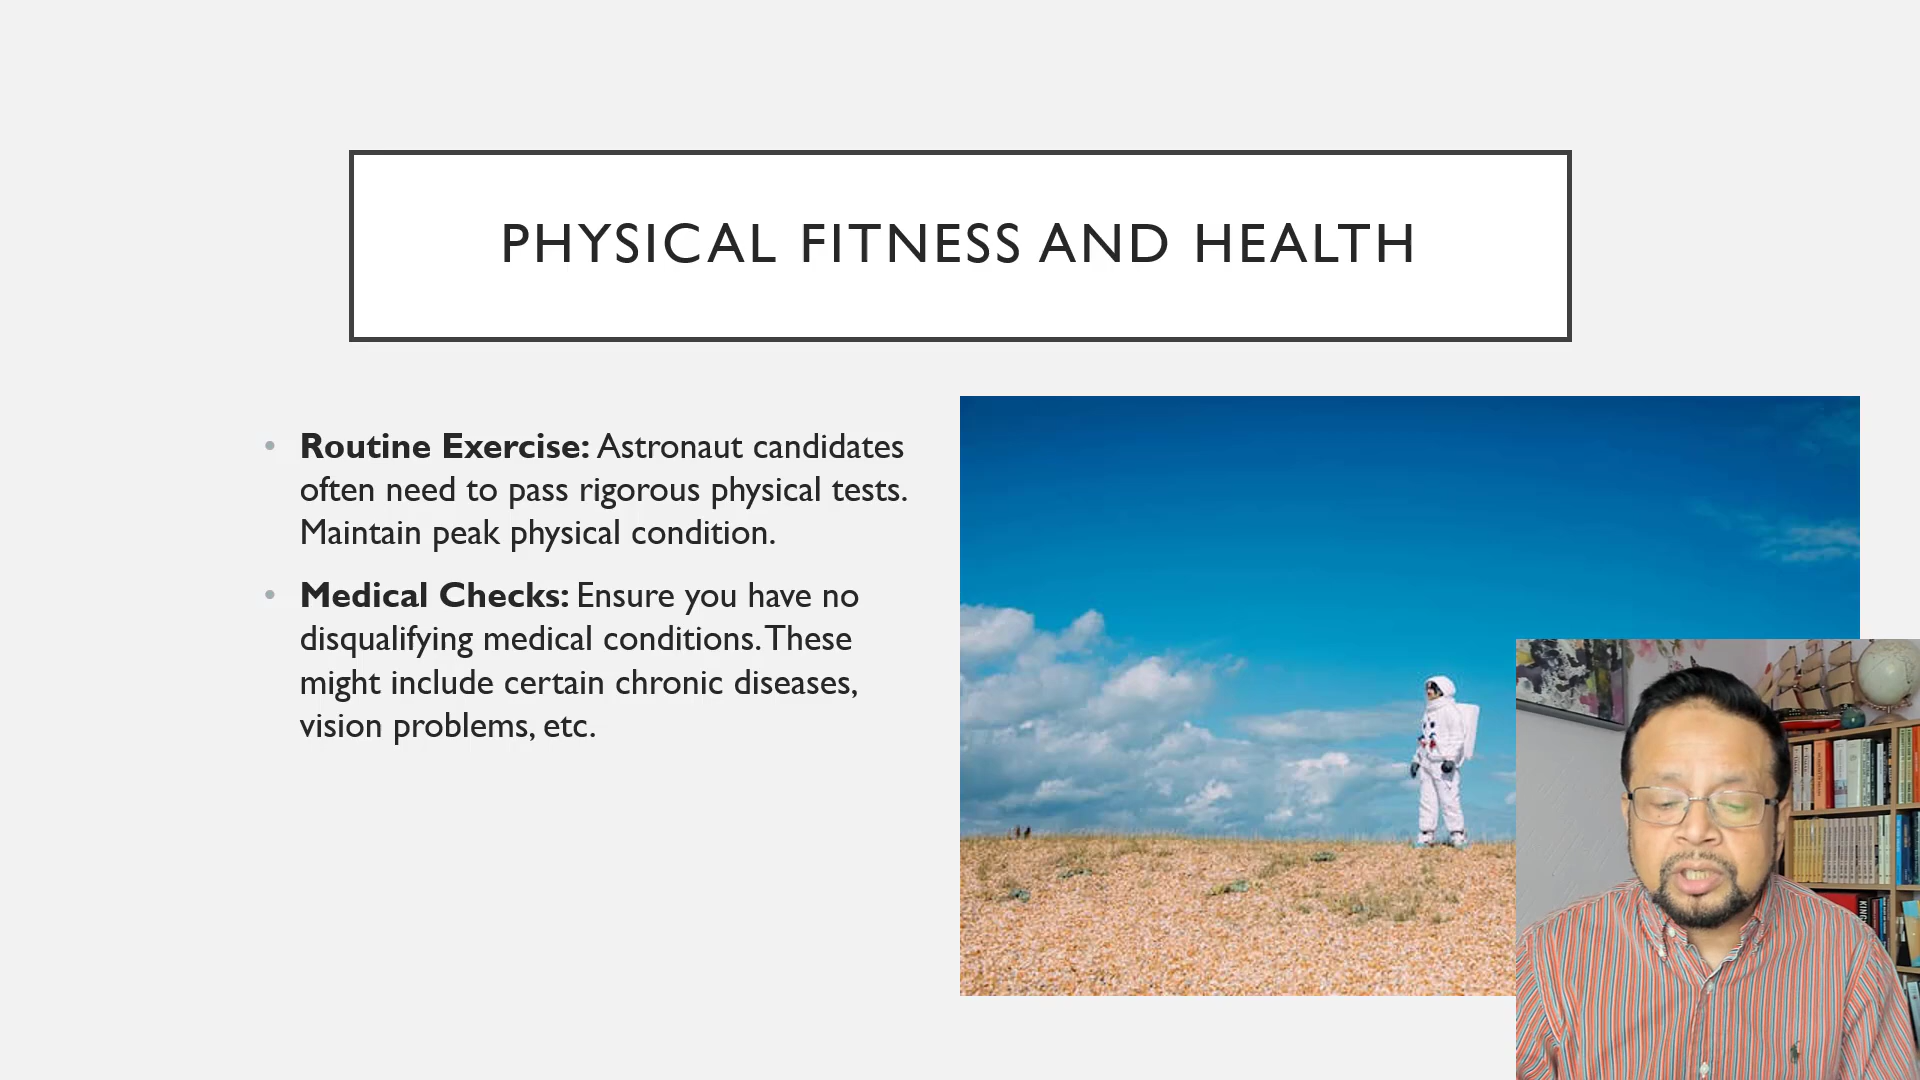 PHYSICAL FITNESS AND HEALTH
• Routine Exercise: Astronaut candidates
often need to pass rigorous physical tests.
Maintain peak physical condition.
• Medical Checks: Ensure you have no
disqualifying medical conditions. These
might include certain chronic diseases,
vision problems, etc.